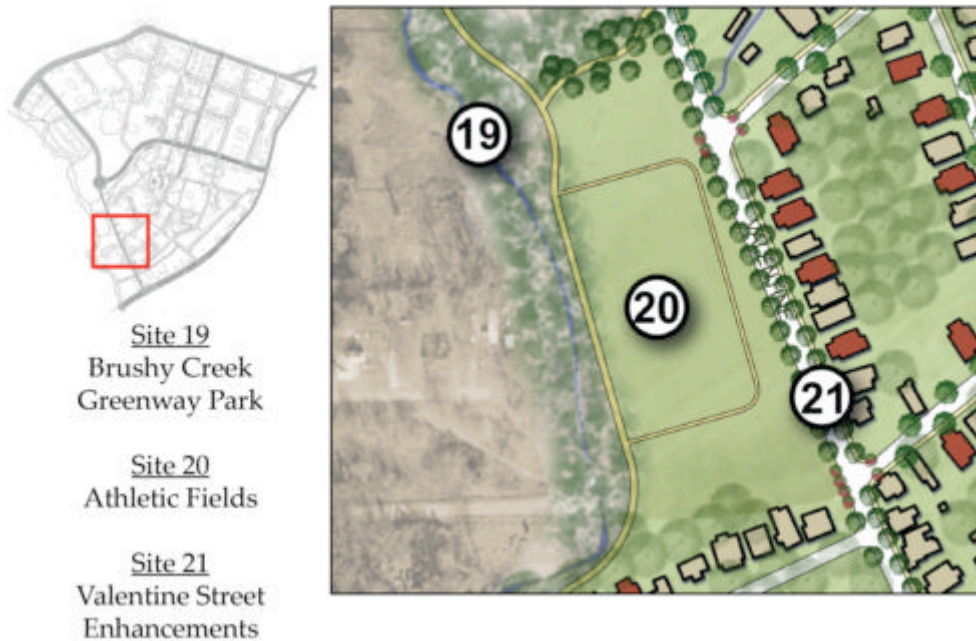 Site 19
Brushy Creek
Greenway Park
Site 20
Athletic Fields
Site 21
Valentine Street
Enhancements
19
20
21